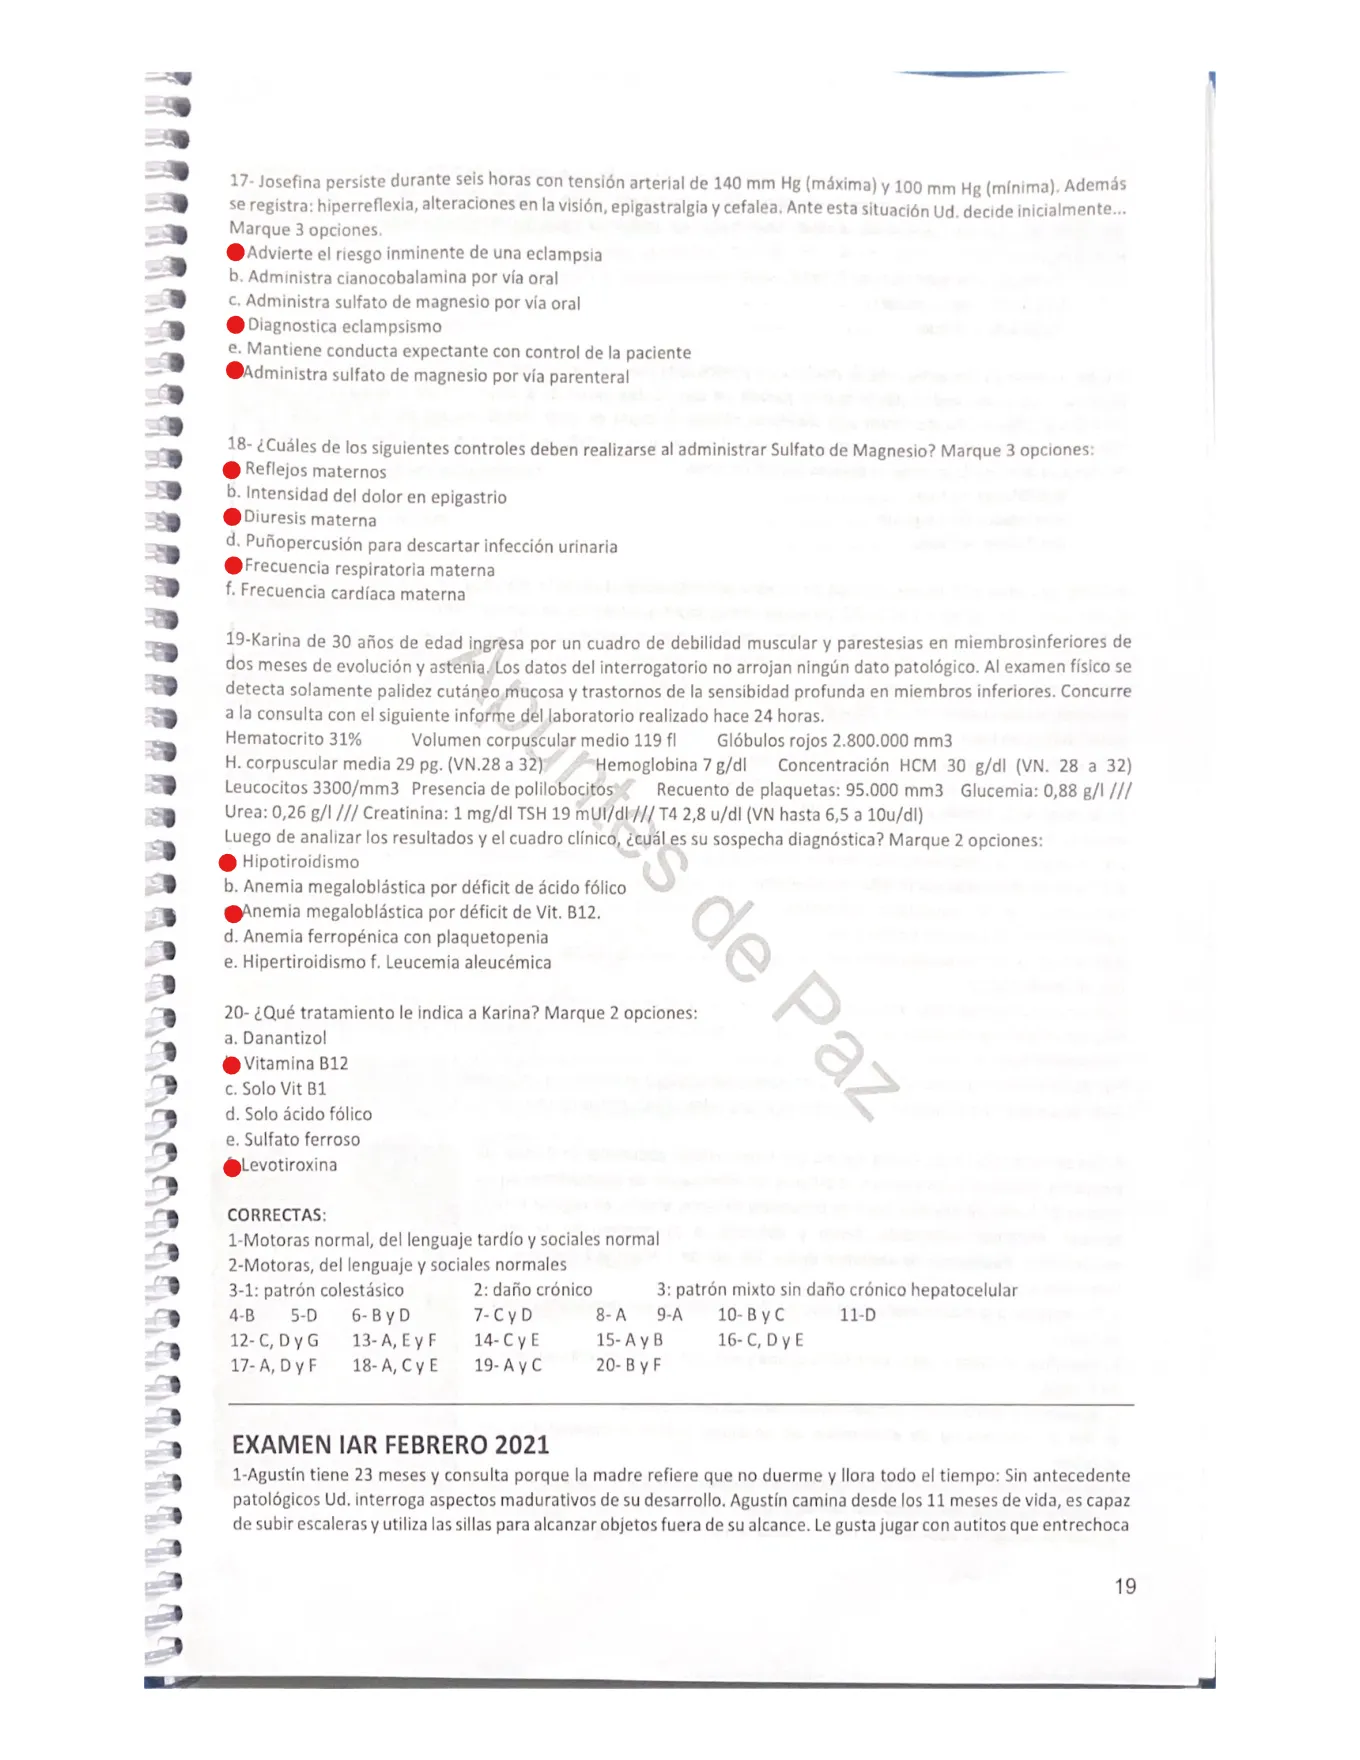 17- Josefina persiste durante seis horas con tensión arterial de 140 mm Hg (máxima) y 100 mm Hg (mínima). Además
se registra: hiperreflexia, alteraciones en la visión, epigastralgia y cefalea. Ante esta situación Ud. decide inicialmente...
Marque 3 opciones.
Advierte el riesgo inminente de una eclampsia
b. Administra cianocobalamina por vía oral
c. Administra sulfato de magnesio por vía oral
Diagnostica eclampsismo
e. Mantiene conducta expectante con control de la paciente
Administra sulfato de magnesio por vía parenteral
18- ¿Cuáles de los siguientes controles deben realizarse al administrar Sulfato de Magnesio? Marque 3 opciones:
Reflejos maternos
b. Intensidad del dolor en epigastrio
Diuresis materna
d. Puñopercusión para descartar infección urinaria
Frecuencia respiratoria materna
f. Frecuencia cardíaca materna
19-Karina de 30 años de edad ingresa por un cuadro de debilidad muscular y parestesias en miembrosinferiores de
dos meses de evolución y astenia. Los datos del interrogatorio no arrojan ningún dato patológico. Al examen físico se
detecta solamente palidez cutáneo mucosa y trastornos de la sensibidad profunda en miembros inferiores. Concurre
a la consulta con el siguiente informe del laboratorio realizado hace 24 horas.
Hematocrito 31% Volumen corpuscular medio 119 fl Glóbulos rojos 2.800.000 mm3
H. corpuscular media 29 pg. (VN.28 a 32) Hemoglobina 7 g/dl Concentración HCM 30 g/dl (VN. 28 a 32)
Leucocitos 3300/mm3 Presencia de polilobocitos Recuento de plaquetas: 95.000 mm3 Glucemia: 0,88 g/l ///
Urea: 0,26 g/l /// Creatinina: 1 mg/dl TSH 19 mUI/dl /// T4 2,8 u/dl (VN hasta 6,5 a 10u/dl)
Luego de analizar los resultados y el cuadro clínico, ¿cuál es su sospecha diagnóstica? Marque 2 opciones:
Hipotiroidismo
b. Anemia megaloblástica por déficit de ácido fólico
Anemia megaloblástica por déficit de Vit. B12.
d. Anemia ferropénica con plaquetopenia
e. Hipertiroidismo f. Leucemia aleucémica
20- ¿Qué tratamiento le indica a Karina? Marque 2 opciones:
a. Danantizol
Vitamina B12
c. Solo Vit B1
d. Solo ácido fólico
e. Sulfato ferroso
Levotiroxina
Apuntes de Paz
CORRECTAS:
1-Motoras normal, del lenguaje tardío y sociales normal
2-Motoras, del lenguaje y sociales normales
3-1: patrón colestásico 2: daño crónico 3: patrón mixto sin daño crónico hepatocelular
4-B 5-D 6- B y D 7- C y D 8- A 9-A 10- B y C 11-D
12- C, D y G 13- A, E y F 14- C y E 15- A y B 16- C, D y E
17- A, D y F 18- A, C y E 19- A y C 20- B y F
EXAMEN IAR FEBRERO 2021
1-Agustín tiene 23 meses y consulta porque la madre refiere que no duerme y llora todo el tiempo: Sin antecedente
patológicos Ud. interroga aspectos madurativos de su desarrollo. Agustín camina desde los 11 meses de vida, es capaz
de subir escaleras y utiliza las sillas para alcanzar objetos fuera de su alcance. Le gusta jugar con autitos que entrechoca
19